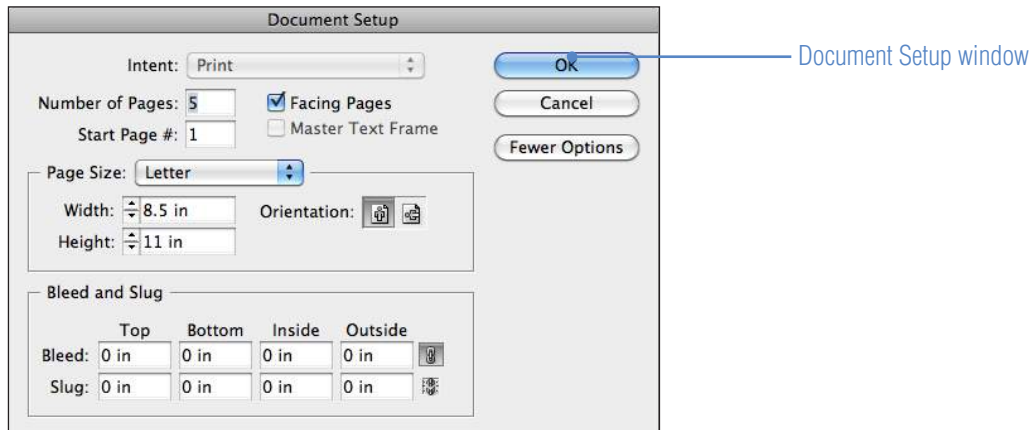 Document Setup
Intent: Print
OK
Document Setup window
Number of Pages: 5
Facing Pages
Cancel
Start Page #: 1
Master Text Frame
Fewer Options
Page Size: Letter
Width: 8.5 in
Orientation:
Height: 11 in
Bleed and Slug
Top Bottom Inside Outside
Bleed: 0 in 0 in 0 in 0 in
Slug: 0 in 0 in 0 in 0 in